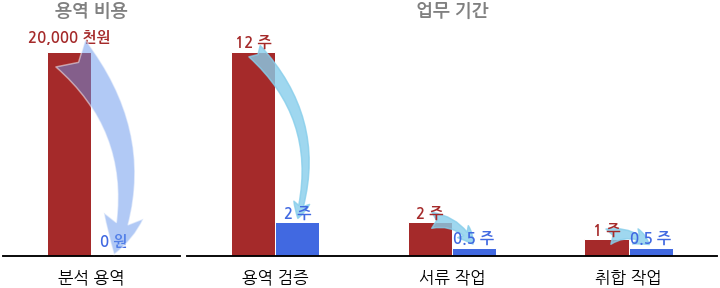 용역 비용
업무 기간
20,000 천원
0 원
12 주
2 주
2 주
0.5 주
1 주
0.5 주
분석 용역
용역 검증
서류 작업
취합 작업